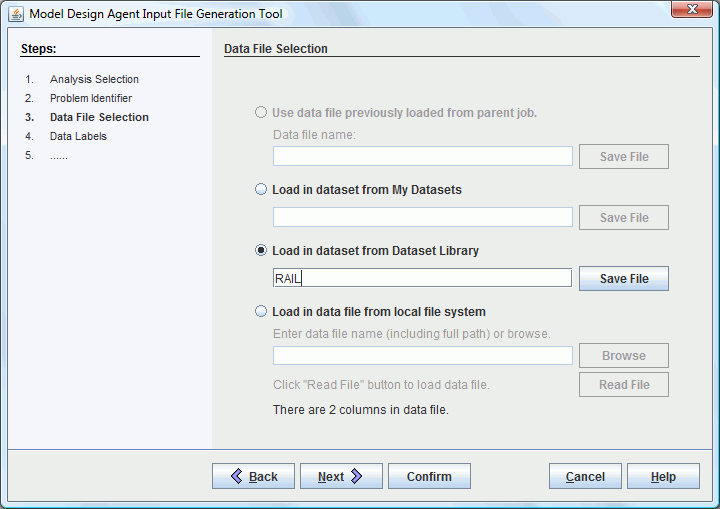 Model Design Agent Input File Generation Tool
Steps:
1. Analysis Selection
2. Problem Identifier
3. Data File Selection
4. Data Labels
5. ......
Data File Selection
Use data file previously loaded from parent job.
Data file name:
Save File
Load in dataset from My Datasets
Save File
Load in dataset from Dataset Library
RAIL
Save File
Load in data file from local file system
Enter data file name (including full path) or browse.
Browse
Click "Read File" button to load data file.
Read File
There are 2 columns in data file.
Back
Next
Confirm
Cancel
Help